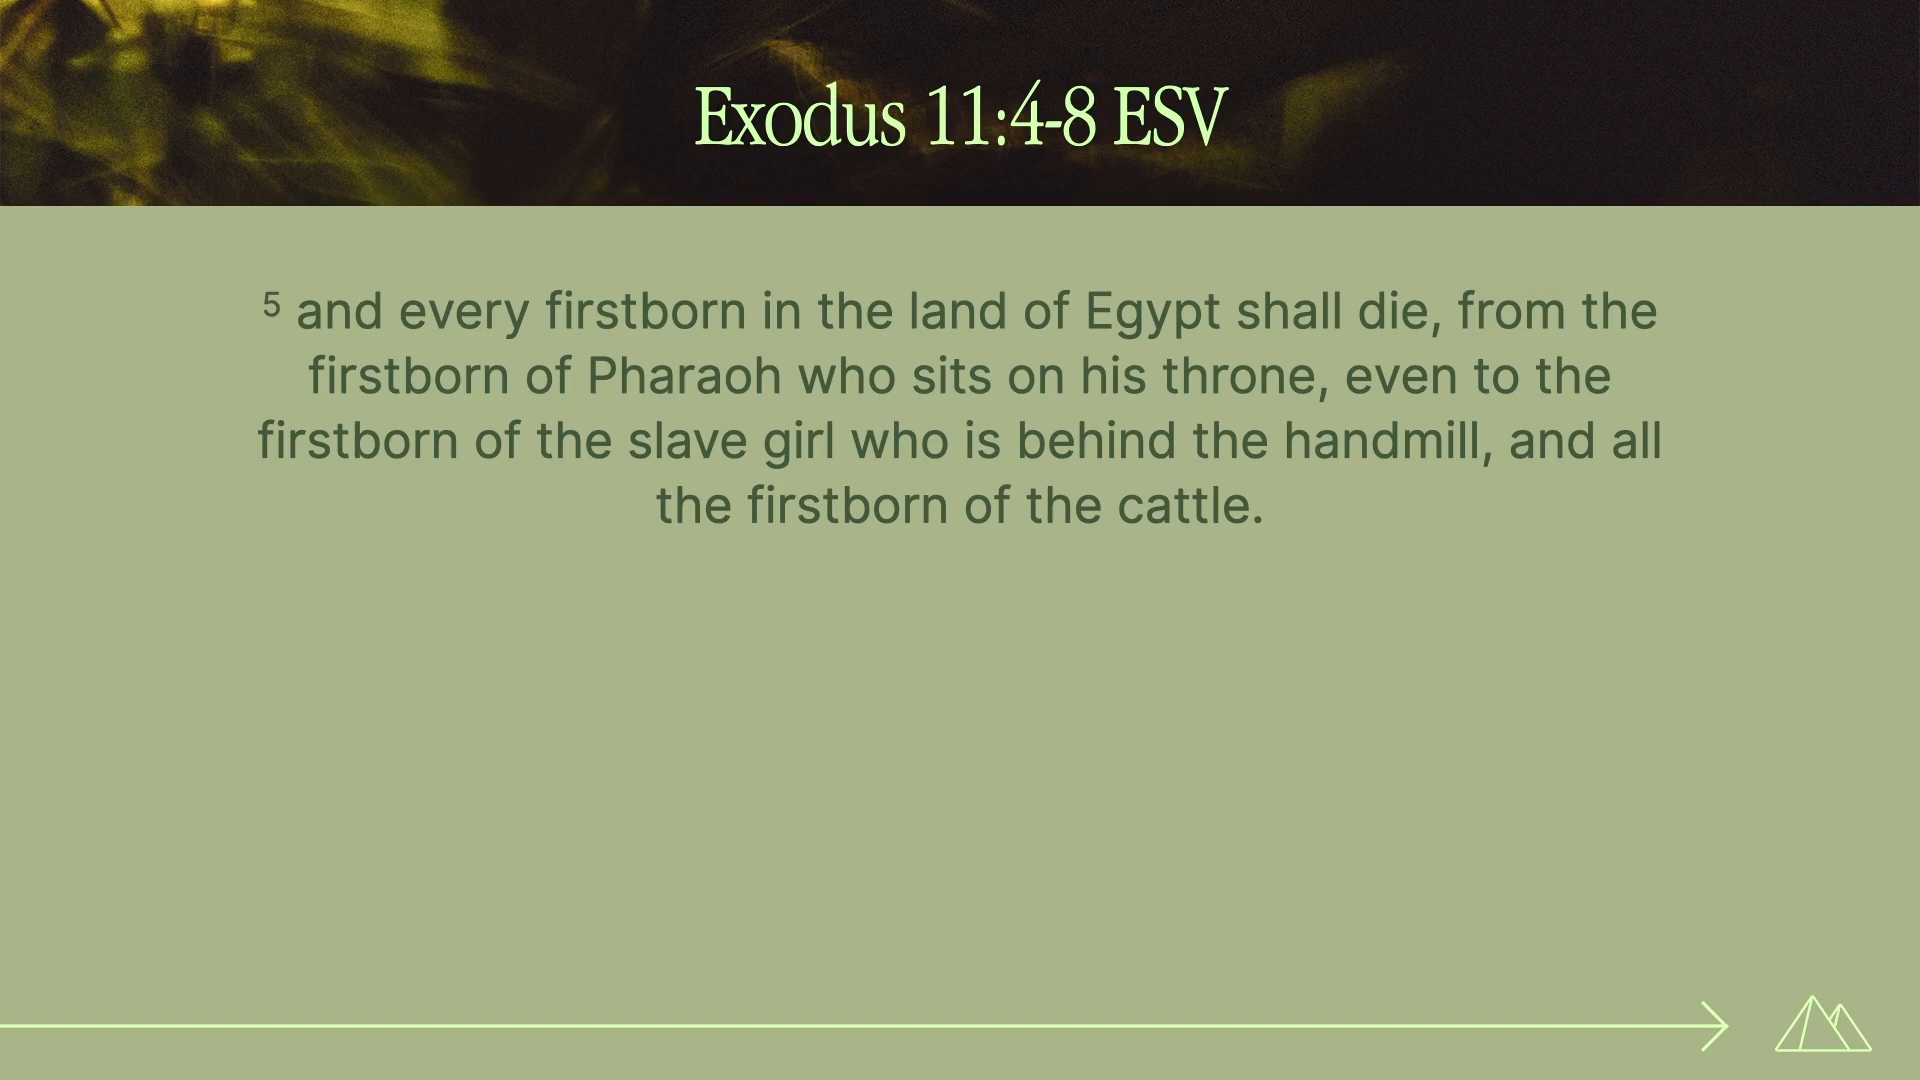 Exodus 11:4-8 ESV
5 and every firstborn in the land of Egypt shall die, from the
firstborn of Pharaoh who sits on his throne, even to the
firstborn of the slave girl who is behind the handmill, and all
the firstborn of the cattle.